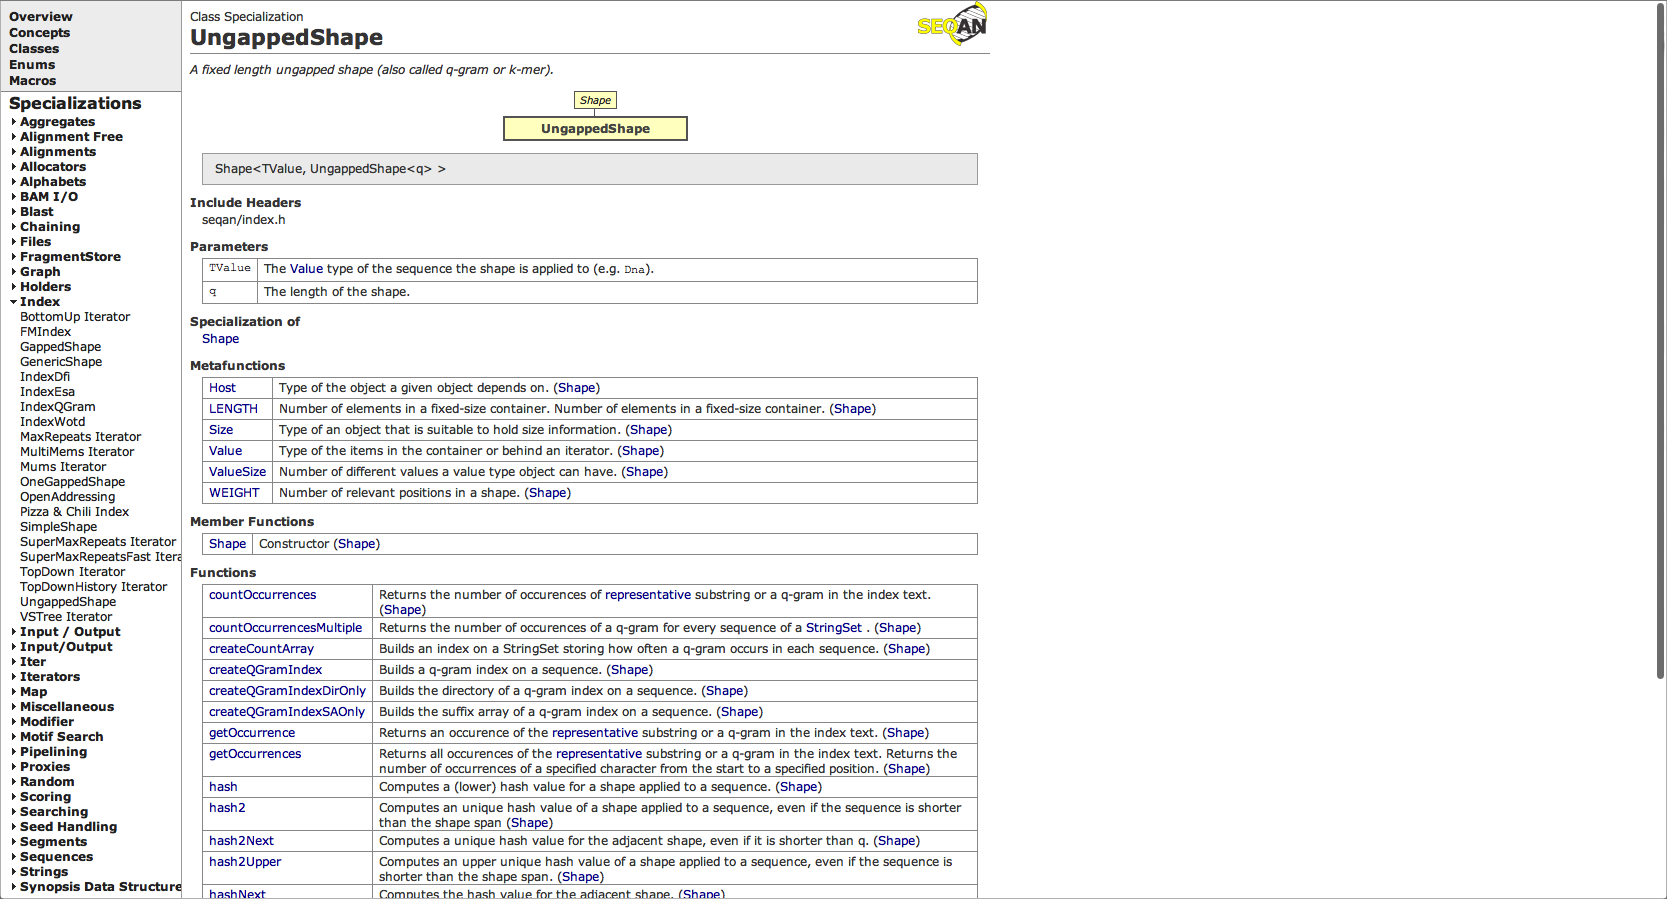 Overview
Concepts
Classes
Enums
Macros
Specializations
Aggregates
Alignment Free
Alignments
Allocators
Alphabets
BAM I/O
Blast
Chaining
Files
FragmentStore
Graph
Holders
Index
BottomUp Iterator
FMIndex
GappedShape
GenericShape
IndexDfi
IndexEsa
IndexQGram
IndexWotd
MaxRepeats Iterator
MultiMems Iterator
Mums Iterator
OneGappedShape
OpenAddressing
Pizza & Chili Index
SimpleShape
SuperMaxRepeats Iterator
SuperMaxRepeatsFast Itera
TopDown Iterator
TopDownHistory Iterator
UngappedShape
VSTree Iterator
Input / Output
Input/Output
Iter
Iterators
Map
Miscellaneous
Modifier
Motif Search
Pipelining
Proxies
Random
Scoring
Searching
Seed Handling
Segments
Sequences
Strings
Synopsis Data Structure
Class Specialization
UngappedShape
SEQAN
A fixed length ungapped shape (also called q-gram or k-mer).
Shape
UngappedShape
Shape<TValue, UngappedShape<q> >
Include Headers
seqan/index.h
Parameters
TValue The Value type of the sequence the shape is applied to (e.g. Dna).
q The length of the shape.
Specialization of
Shape
Metafunctions
Host Type of the object a given object depends on. (Shape)
LENGTH Number of elements in a fixed-size container. Number of elements in a fixed-size container. (Shape)
Size Type of an object that is suitable to hold size information. (Shape)
Value Type of the items in the container or behind an iterator. (Shape)
ValueSize Number of different values a value type object can have. (Shape)
WEIGHT Number of relevant positions in a shape. (Shape)
Member Functions
Shape Constructor (Shape)
Functions
countOccurrences Returns the number of occurences of representative substring or a q-gram in the index text.
(Shape)
countOccurrencesMultiple Returns the number of occurences of a q-gram for every sequence of a StringSet . (Shape)
createCountArray Builds an index on a StringSet storing how often a q-gram occurs in each sequence. (Shape)
createQGramIndex Builds a q-gram index on a sequence. (Shape)
createQGramIndexDirOnly Builds the directory of a q-gram index on a sequence. (Shape)
createQGramIndexSAOnly Builds the suffix array of a q-gram index on a sequence. (Shape)
getOccurrence Returns an occurence of the representative substring or a q-gram in the index text. (Shape)
getOccurrences Returns all occurences of the representative substring or a q-gram in the index text. Returns the
number of occurrences of a specified character from the start to a specified position. (Shape)
hash Computes a (lower) hash value for a shape applied to a sequence. (Shape)
hash2 Computes an unique hash value of a shape applied to a sequence, even if the sequence is shorter
than the shape span (Shape)
hash2Next Computes a unique hash value for the adjacent shape, even if it is shorter than q. (Shape)
hash2Upper Computes an upper unique hash value of a shape applied to a sequence, even if the sequence is
shorter than the shape span. (Shape)
hashNext Computes the hash value for the adjacent shape. (Shape)